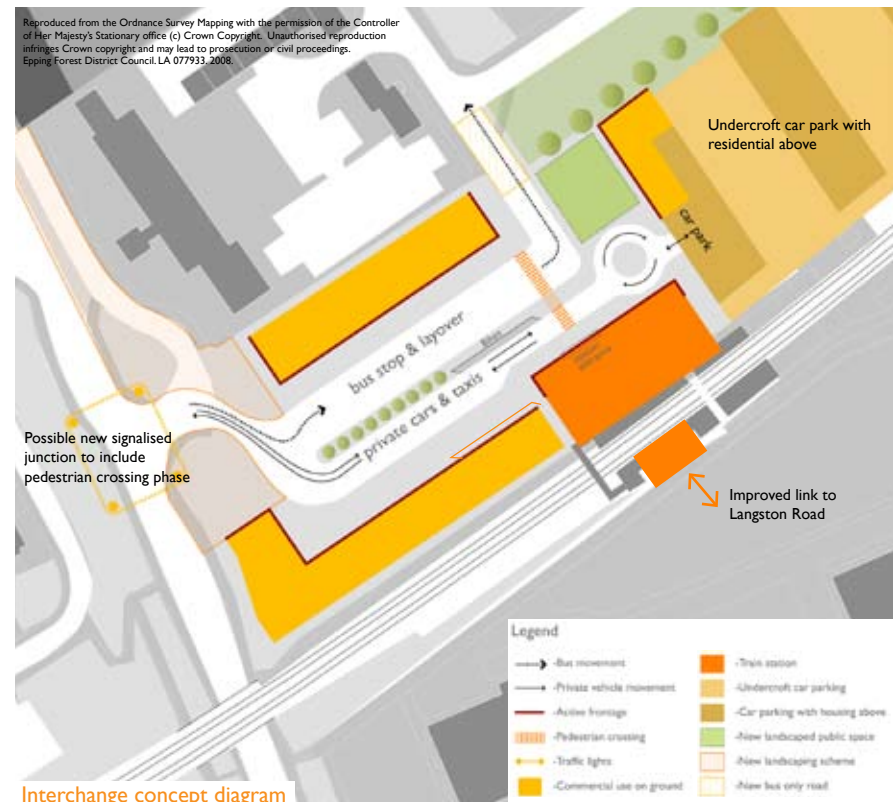 Reproduced from the Ordnance Survey Mapping with the permission of the Controller
of Her Majesty's Stationary office (c) Crown Copyright. Unauthorised reproduction
infringes Crown copyright and may lead to prosecution or civil proceedings.
Epping Forest District Council. LA 077933. 2008.
Undercroft car park with
residential above
car park
bus stop & layover
Bikes
private cars & taxis
Possible new signalised
junction to include
pedestrian crossing phase
Improved link to
Langston Road
Legend
-Bus movement
-Private vehicle movement
-Active frontage
-Pedestrian crossing
-Traffic lights
-Commercial use on ground
-Train station
-Undercroft car parking
-Car parking with housing above
-New landscaped public space
-New landscaping scheme
-New bus only road
Interchange concept diagram